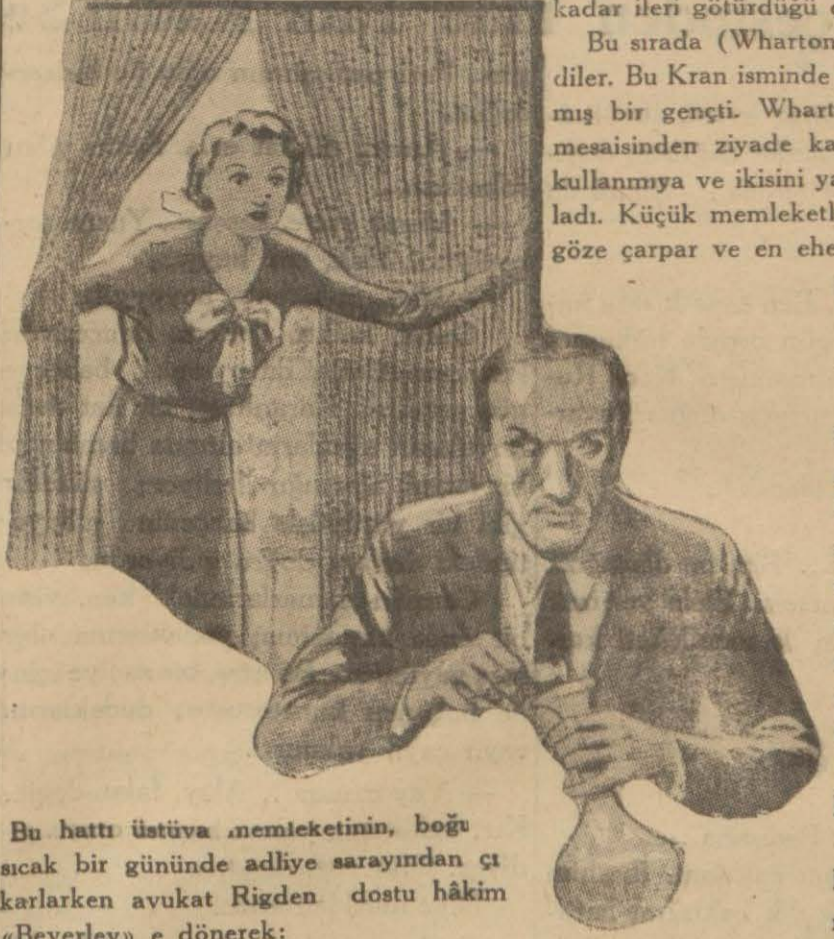 kadar ileri götürdüğü
Bu sırada (Wharton
diler. Bu Kran isminde
mış bir gençti. Whart
mesaisinden ziyade ka
kullanmıya ve ikisini ya
ladı. Küçük memleketl
göze çarpar ve en ehe
Bu hattı üstüva memleketinin, boğu
sıcak bir gününde adliye sarayından çı
karlarken avukat Rigden dostu hâkim
«Beverley» e dönerek: